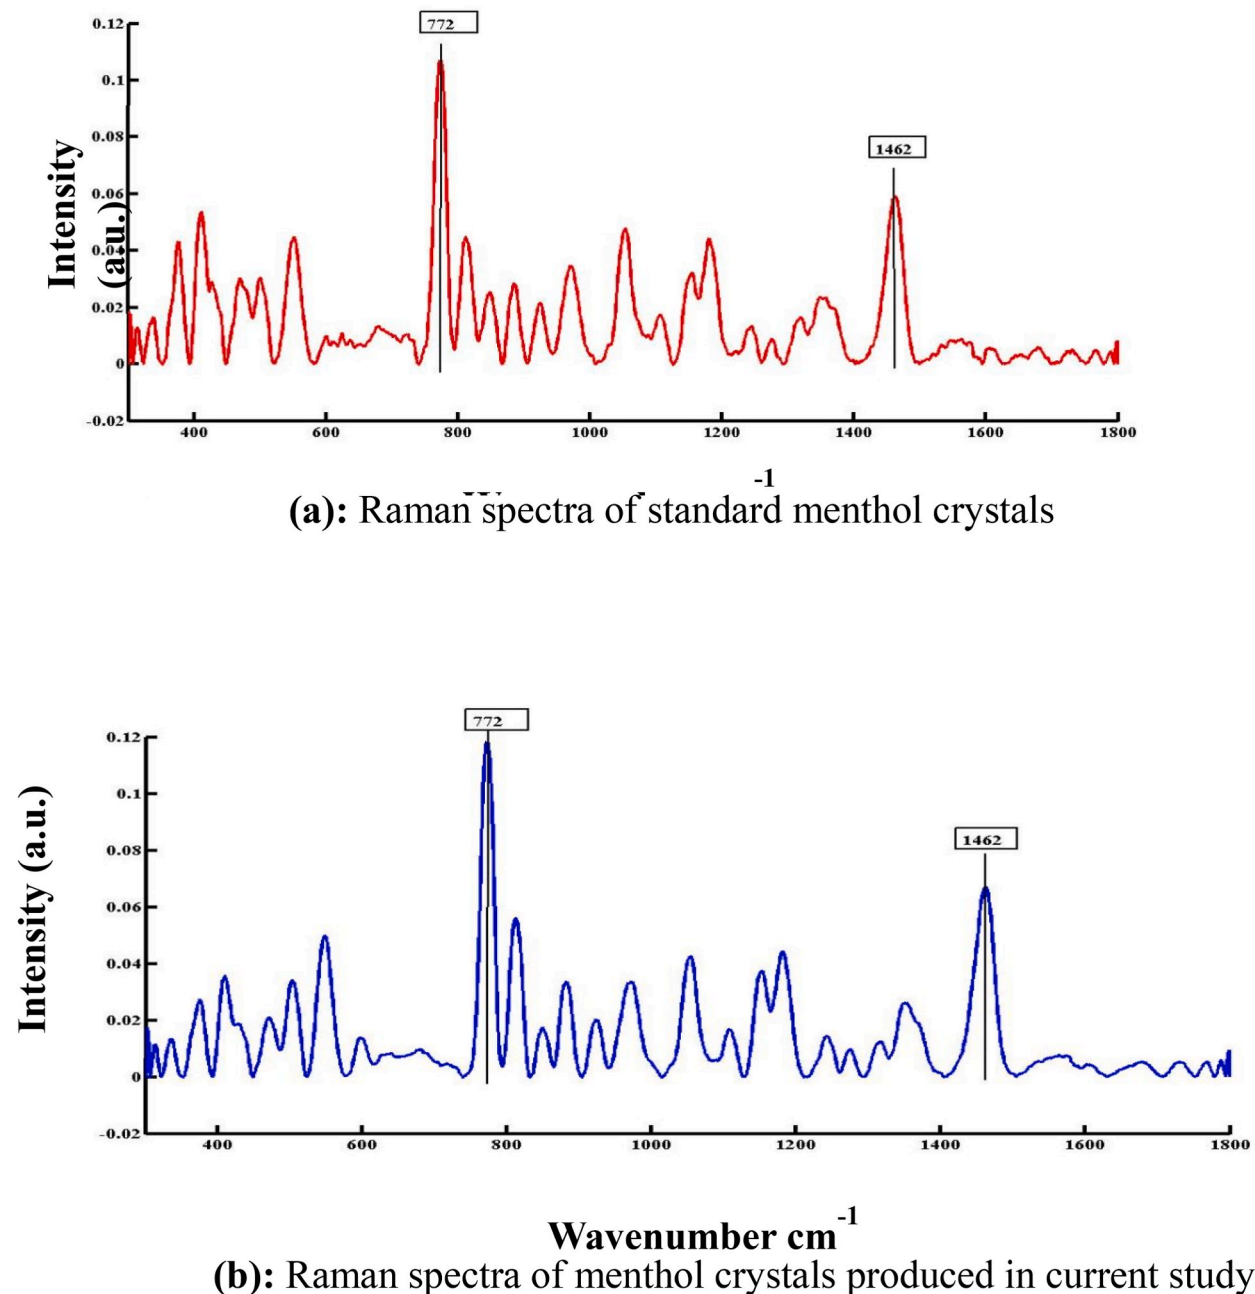 772
0.12
0.1
0.08
1462
Intensity
(a.u.)
0.06
0.04
0.02
0
-0.02
400 600 800 1000 1200 1400 1600 1800
-1
(a): Raman spectra of standard menthol crystals
772
0.12
0.1
0.08
1462
Intensity (a.u.)
0.06
0.04
0.02
0
-0.02
400 600 800 1000 1200 1400 1600 1800
Wavenumber cm-1
(b): Raman spectra of menthol crystals produced in current study